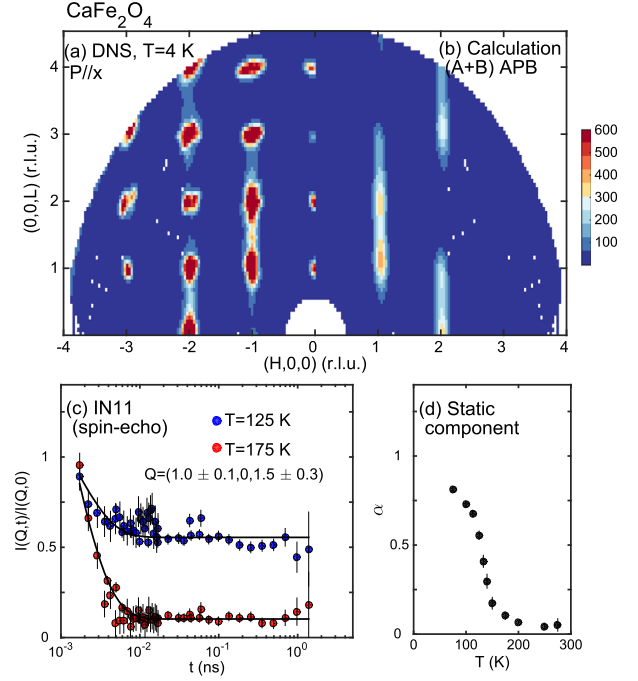 CaFe₂O₄
(a) DNS, T=4 K
P//x
(b) Calculation
(A+B) APB
(0,0,L) (r.l.u.)
4
3
2
1
-4 -3 -2 -1 0 1 2 3 4
(H,0,0) (r.l.u.)
600
500
400
300
200
100
(c) IN11
(spin-echo)
T=125 K
T=175 K
Q=(1.0 ± 0.1,0,1.5 ± 0.3)
I(Q,t)/I(Q,0)
1
0.5
0
10⁻³ 10⁻² 10⁻¹ 10⁰
t (ns)
(d) Static
component
α
1
0.5
0
0 100 200 300
T (K)